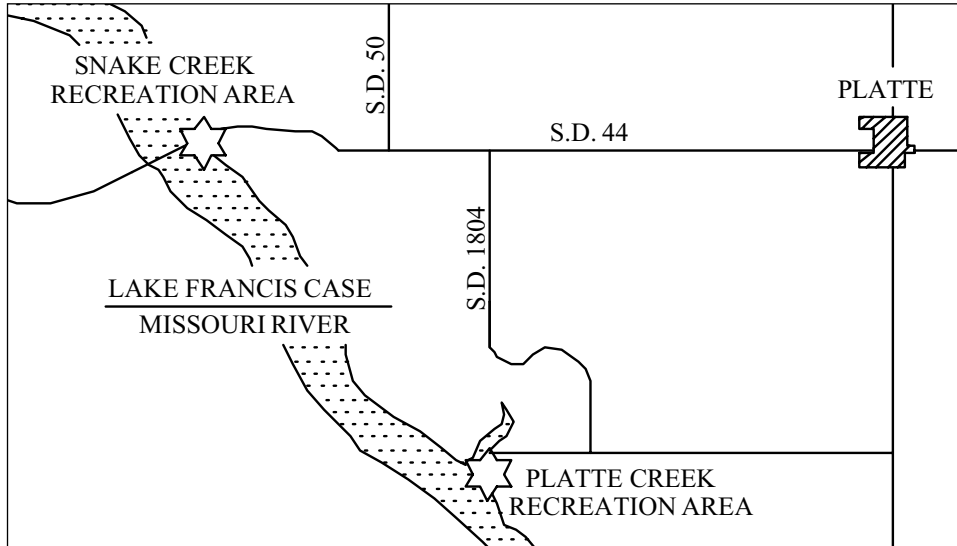 SNAKE CREEK
RECREATION AREA
S.D. 50
PLATTE
S.D. 44
S.D. 1804
LAKE FRANCIS CASE
MISSOURI RIVER
PLATTE CREEK
RECREATION AREA